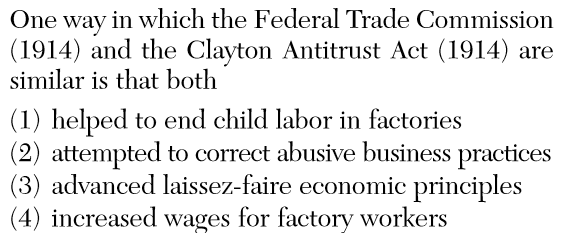 One way in which the Federal Trade Commission
(1914) and the Clayton Antitrust Act (1914) are
similar is that both
(1) helped to end child labor in factories
(2) attempted to correct abusive business practices
(3) advanced laissez-faire economic principles
(4) increased wages for factory workers